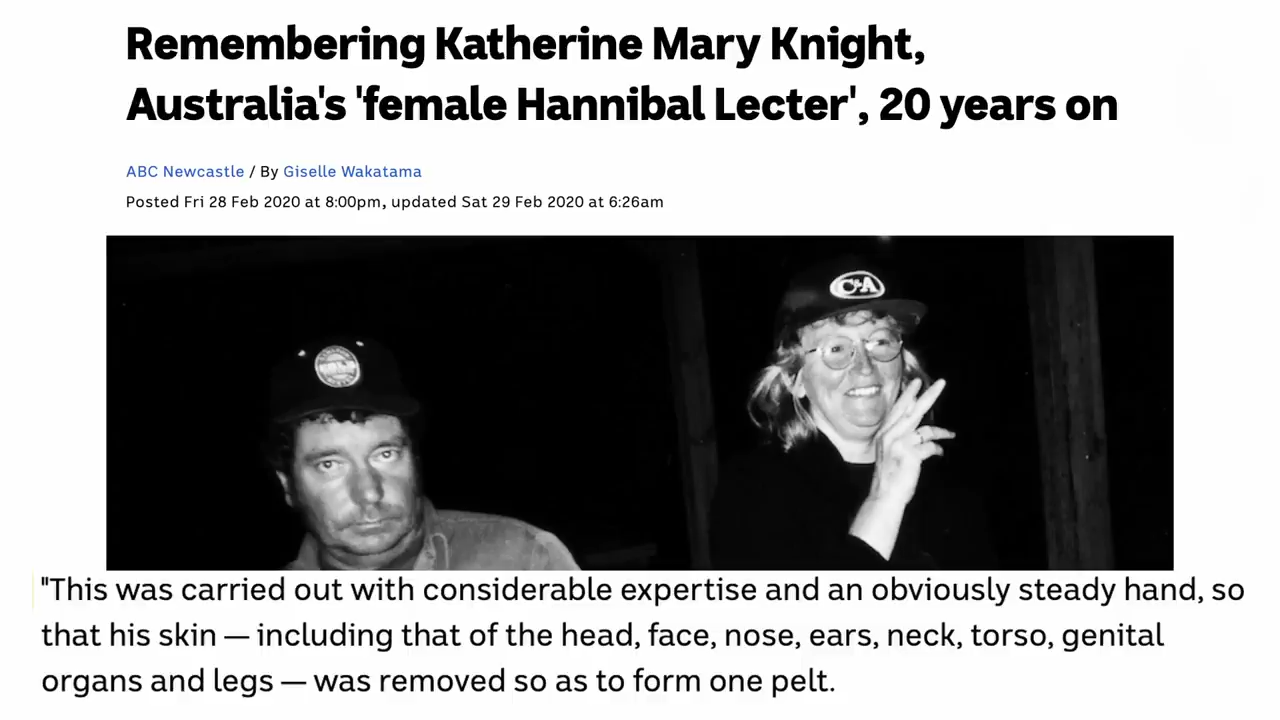 Remembering Katherine Mary Knight,
Australia's 'female Hannibal Lecter', 20 years on
ABC Newcastle / By Giselle Wakatama
Posted Fri 28 Feb 2020 at 8:00pm, updated Sat 29 Feb 2020 at 6:26am
C&A
"This was carried out with considerable expertise and an obviously steady hand, so
that his skin — including that of the head, face, nose, ears, neck, torso, genital
organs and legs — was removed so as to form one pelt.